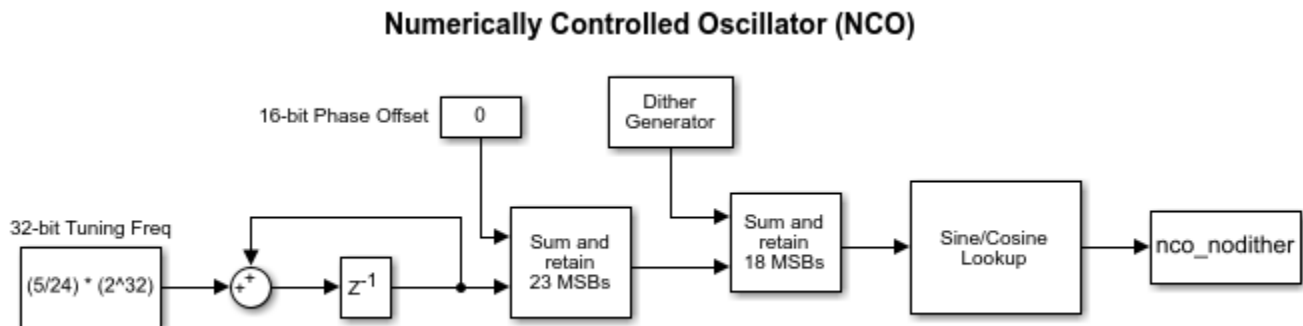 Numerically Controlled Oscillator (NCO)
16-bit Phase Offset
0
Dither
Generator
32-bit Tuning Freq
(5/24) * (2^32)
+
+
Z-1
Sum and
retain
23 MSBs
Sum and
retain
18 MSBs
Sine/Cosine
Lookup
nco_nodither